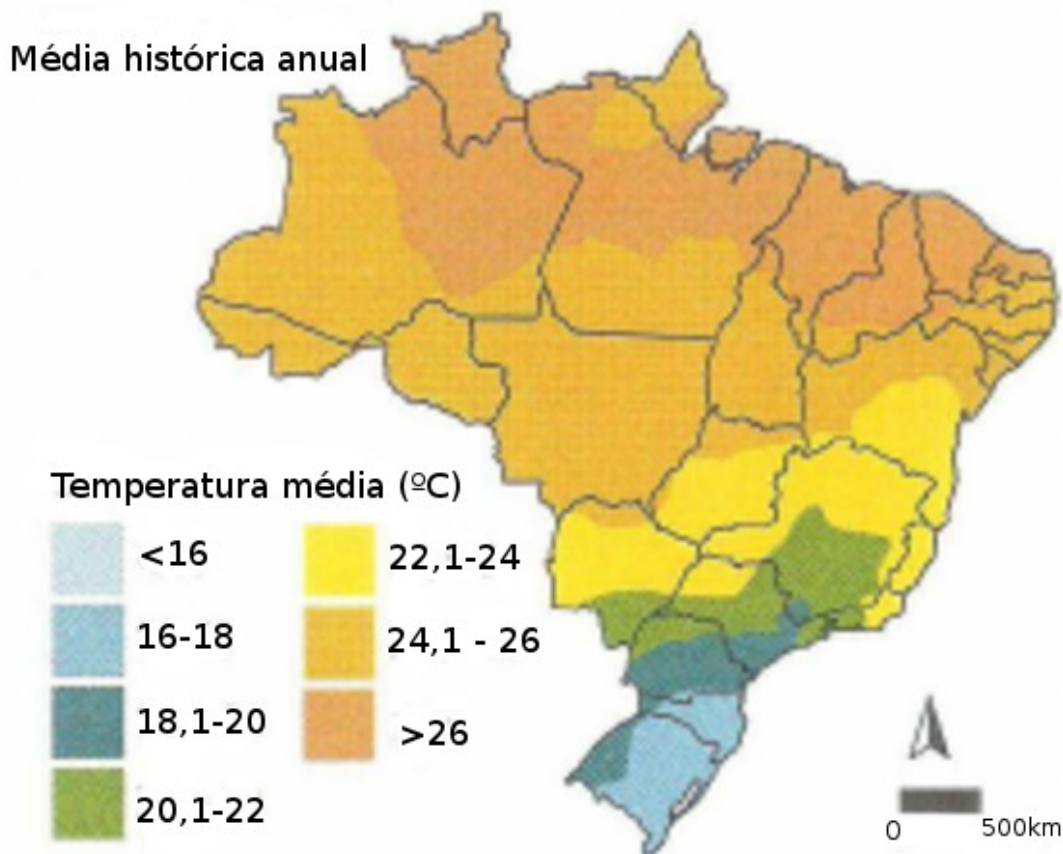 Média histórica anual
Temperatura média (ºC)
<16
16-18
18,1-20
20,1-22
22,1-24
24,1 - 26
>26
0 500km